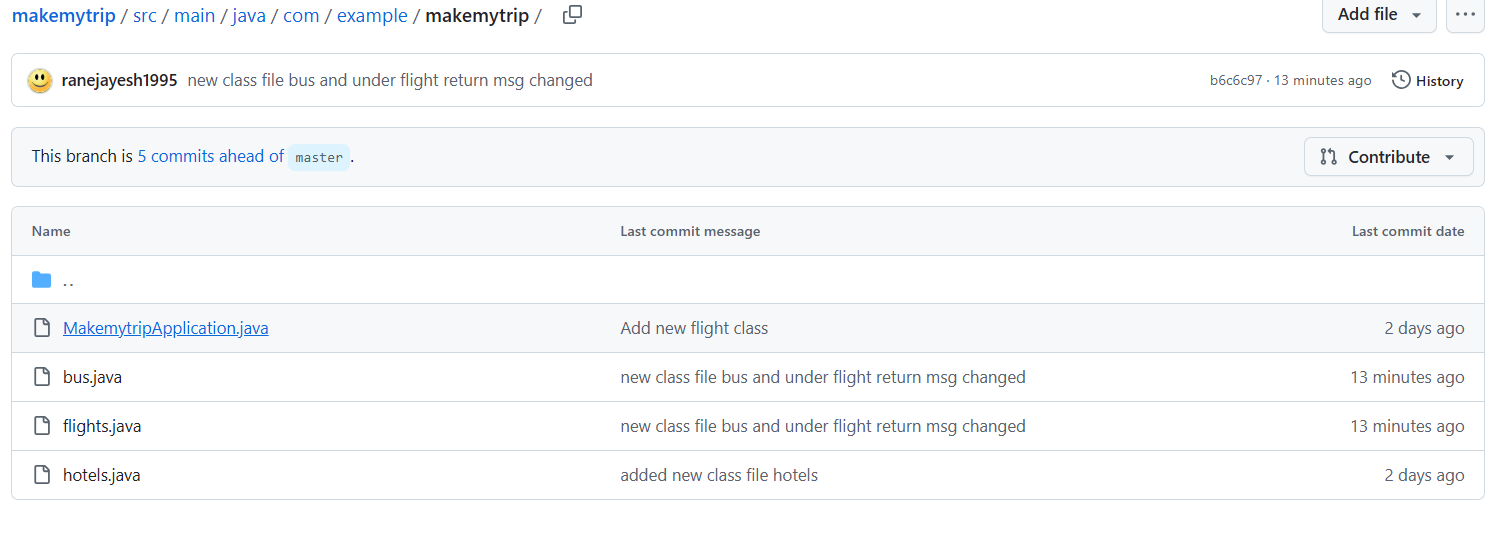 makemytrip / src / main / java / com / example / makemytrip /
Add file
ranejayesh1995 new class file bus and under flight return msg changed
b6c6c97 · 13 minutes ago
History
This branch is 5 commits ahead of master .
Contribute
Name Last commit message Last commit date
..
MakemytripApplication.java Add new flight class 2 days ago
bus.java new class file bus and under flight return msg changed 13 minutes ago
flights.java new class file bus and under flight return msg changed 13 minutes ago
hotels.java added new class file hotels 2 days ago